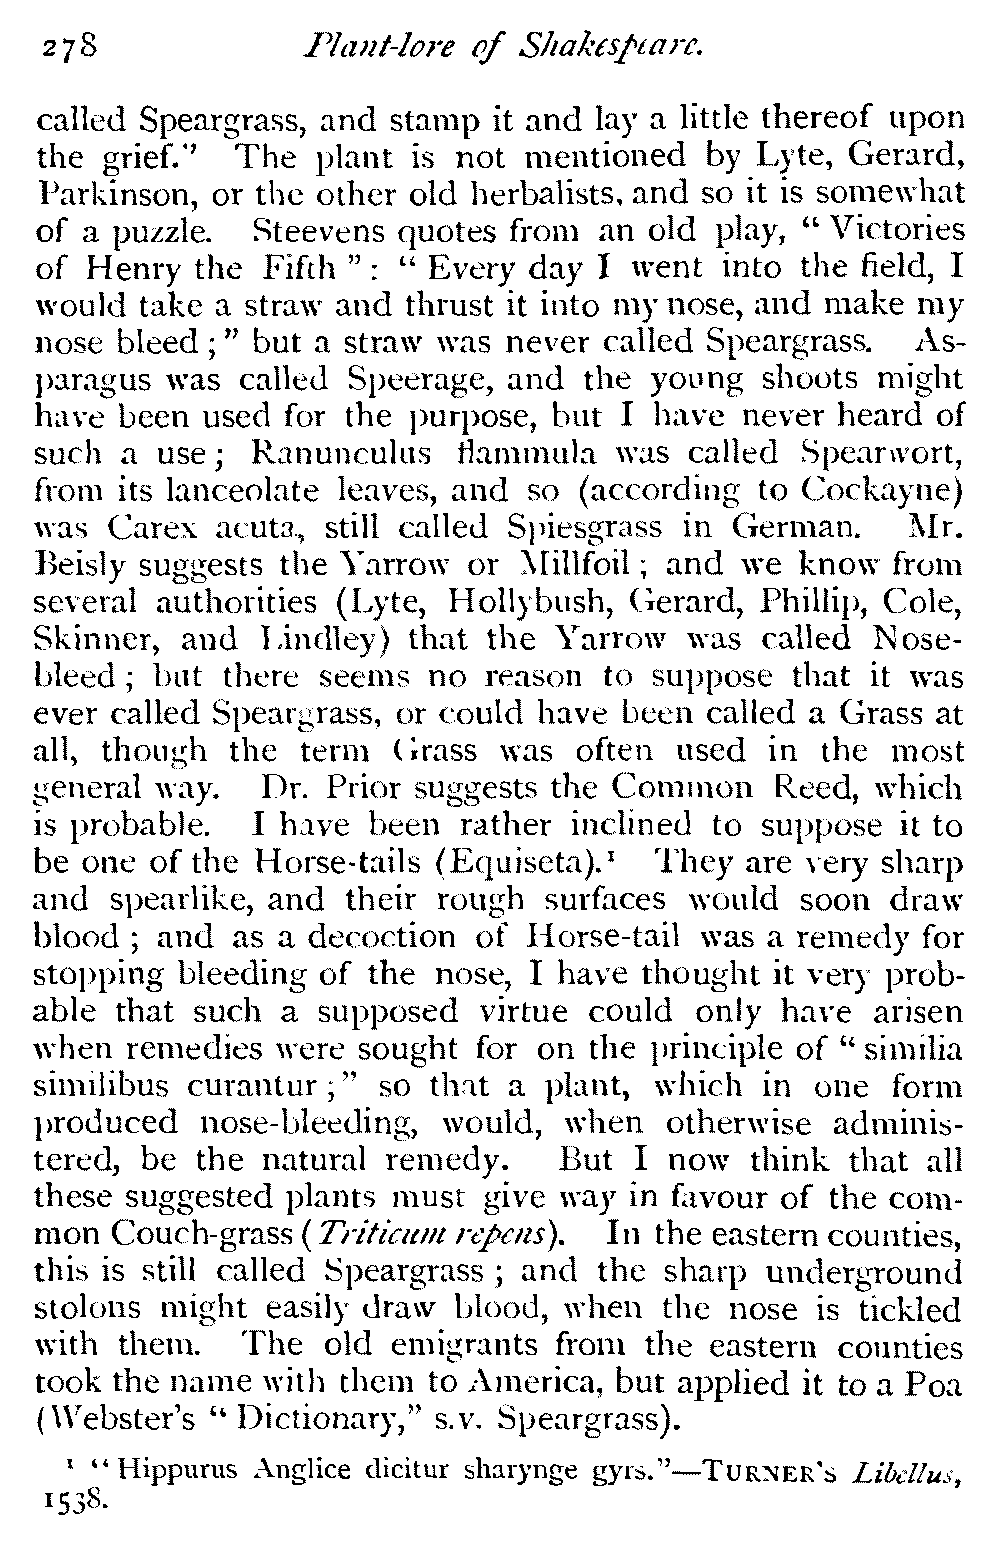 278 Plant-lore of Shakespeare.
called Speargrass, and stamp it and lay a little thereof upon
the grief." The plant is not mentioned by Lyte, Gerard,
Parkinson, or the other old herbalists, and so it is somewhat
of a puzzle. Steevens quotes from an old play, "Victories
of Henry the Fifth": "Every day I went into the field, I
would take a straw and thrust it into my nose, and make my
nose bleed;" but a straw was never called Speargrass. As-
paragus was called Speerage, and the young shoots might
have been used for the purpose, but I have never heard of
such a use; Ranunculus flammula was called Spearwort,
from its lanceolate leaves, and so (according to Cockayne)
was Carex acuta, still called Spiesgrass in German. Mr.
Beisly suggests the Yarrow or Millfoil; and we know from
several authorities (Lyte, Hollybush, Gerard, Phillip, Cole,
Skinner, and Lindley) that the Yarrow was called Nose-
bleed; but there seems no reason to suppose that it was
ever called Speargrass, or could have been called a Grass at
all, though the term Grass was often used in the most
general way. Dr. Prior suggests the Common Reed, which
is probable. I have been rather inclined to suppose it to
be one of the Horse-tails (Equiseta).¹ They are very sharp
and spearlike, and their rough surfaces would soon draw
blood; and as a decoction of Horse-tail was a remedy for
stopping bleeding of the nose, I have thought it very prob-
able that such a supposed virtue could only have arisen
when remedies were sought for on the principle of "similia
similibus curantur;" so that a plant, which in one form
produced nose-bleeding, would, when otherwise adminis-
tered, be the natural remedy. But I now think that all
these suggested plants must give way in favour of the com-
mon Couch-grass (Triticum repens). In the eastern counties,
this is still called Speargrass; and the sharp underground
stolons might easily draw blood, when the nose is tickled
with them. The old emigrants from the eastern counties
took the name with them to America, but applied it to a Poa
(Webster's "Dictionary," s.v. Speargrass).
¹ "Hippurus Anglice dicitur sharynge gyrs."—TURNER'S Libellus,
1538.